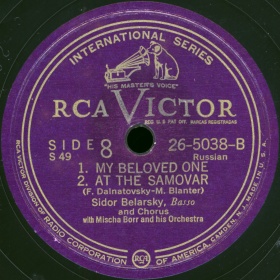 INTERNATIONAL SERIES
"HIS MASTER'S VOICE"
RCA VICTOR
REG. U.S. PAT. OFF. MARCAS REGISTRADAS
SIDE 8 26-5038-B
S 49 Russian
1. MY BELOVED ONE
2. AT THE SAMOVAR
(F. Dalnatovsky-M. Blanter)
Sidor Belarsky, Basso
and Chorus
with Mischa Borr and his Orchestra
RCA VICTOR DIVISION OF RADIO CORPORATION OF AMERICA, CAMDEN, N.J. MADE IN U.S.A.
RCA